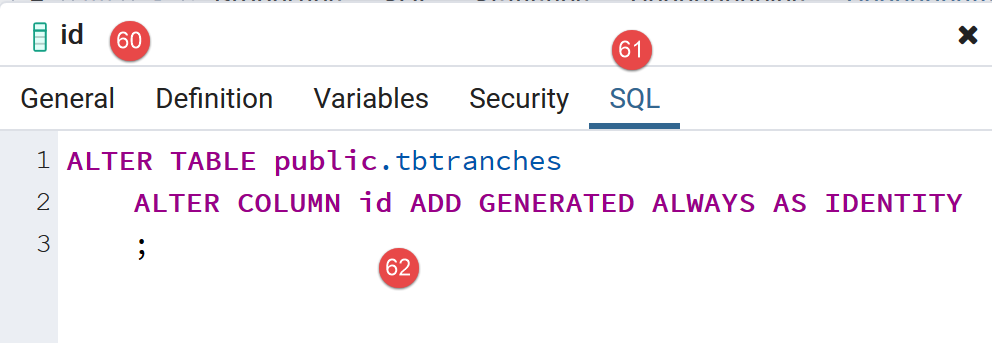 id 60 61
General Definition Variables Security SQL
1 ALTER TABLE public.tbtranches
2 ALTER COLUMN id ADD GENERATED ALWAYS AS IDENTITY
3 ;
62